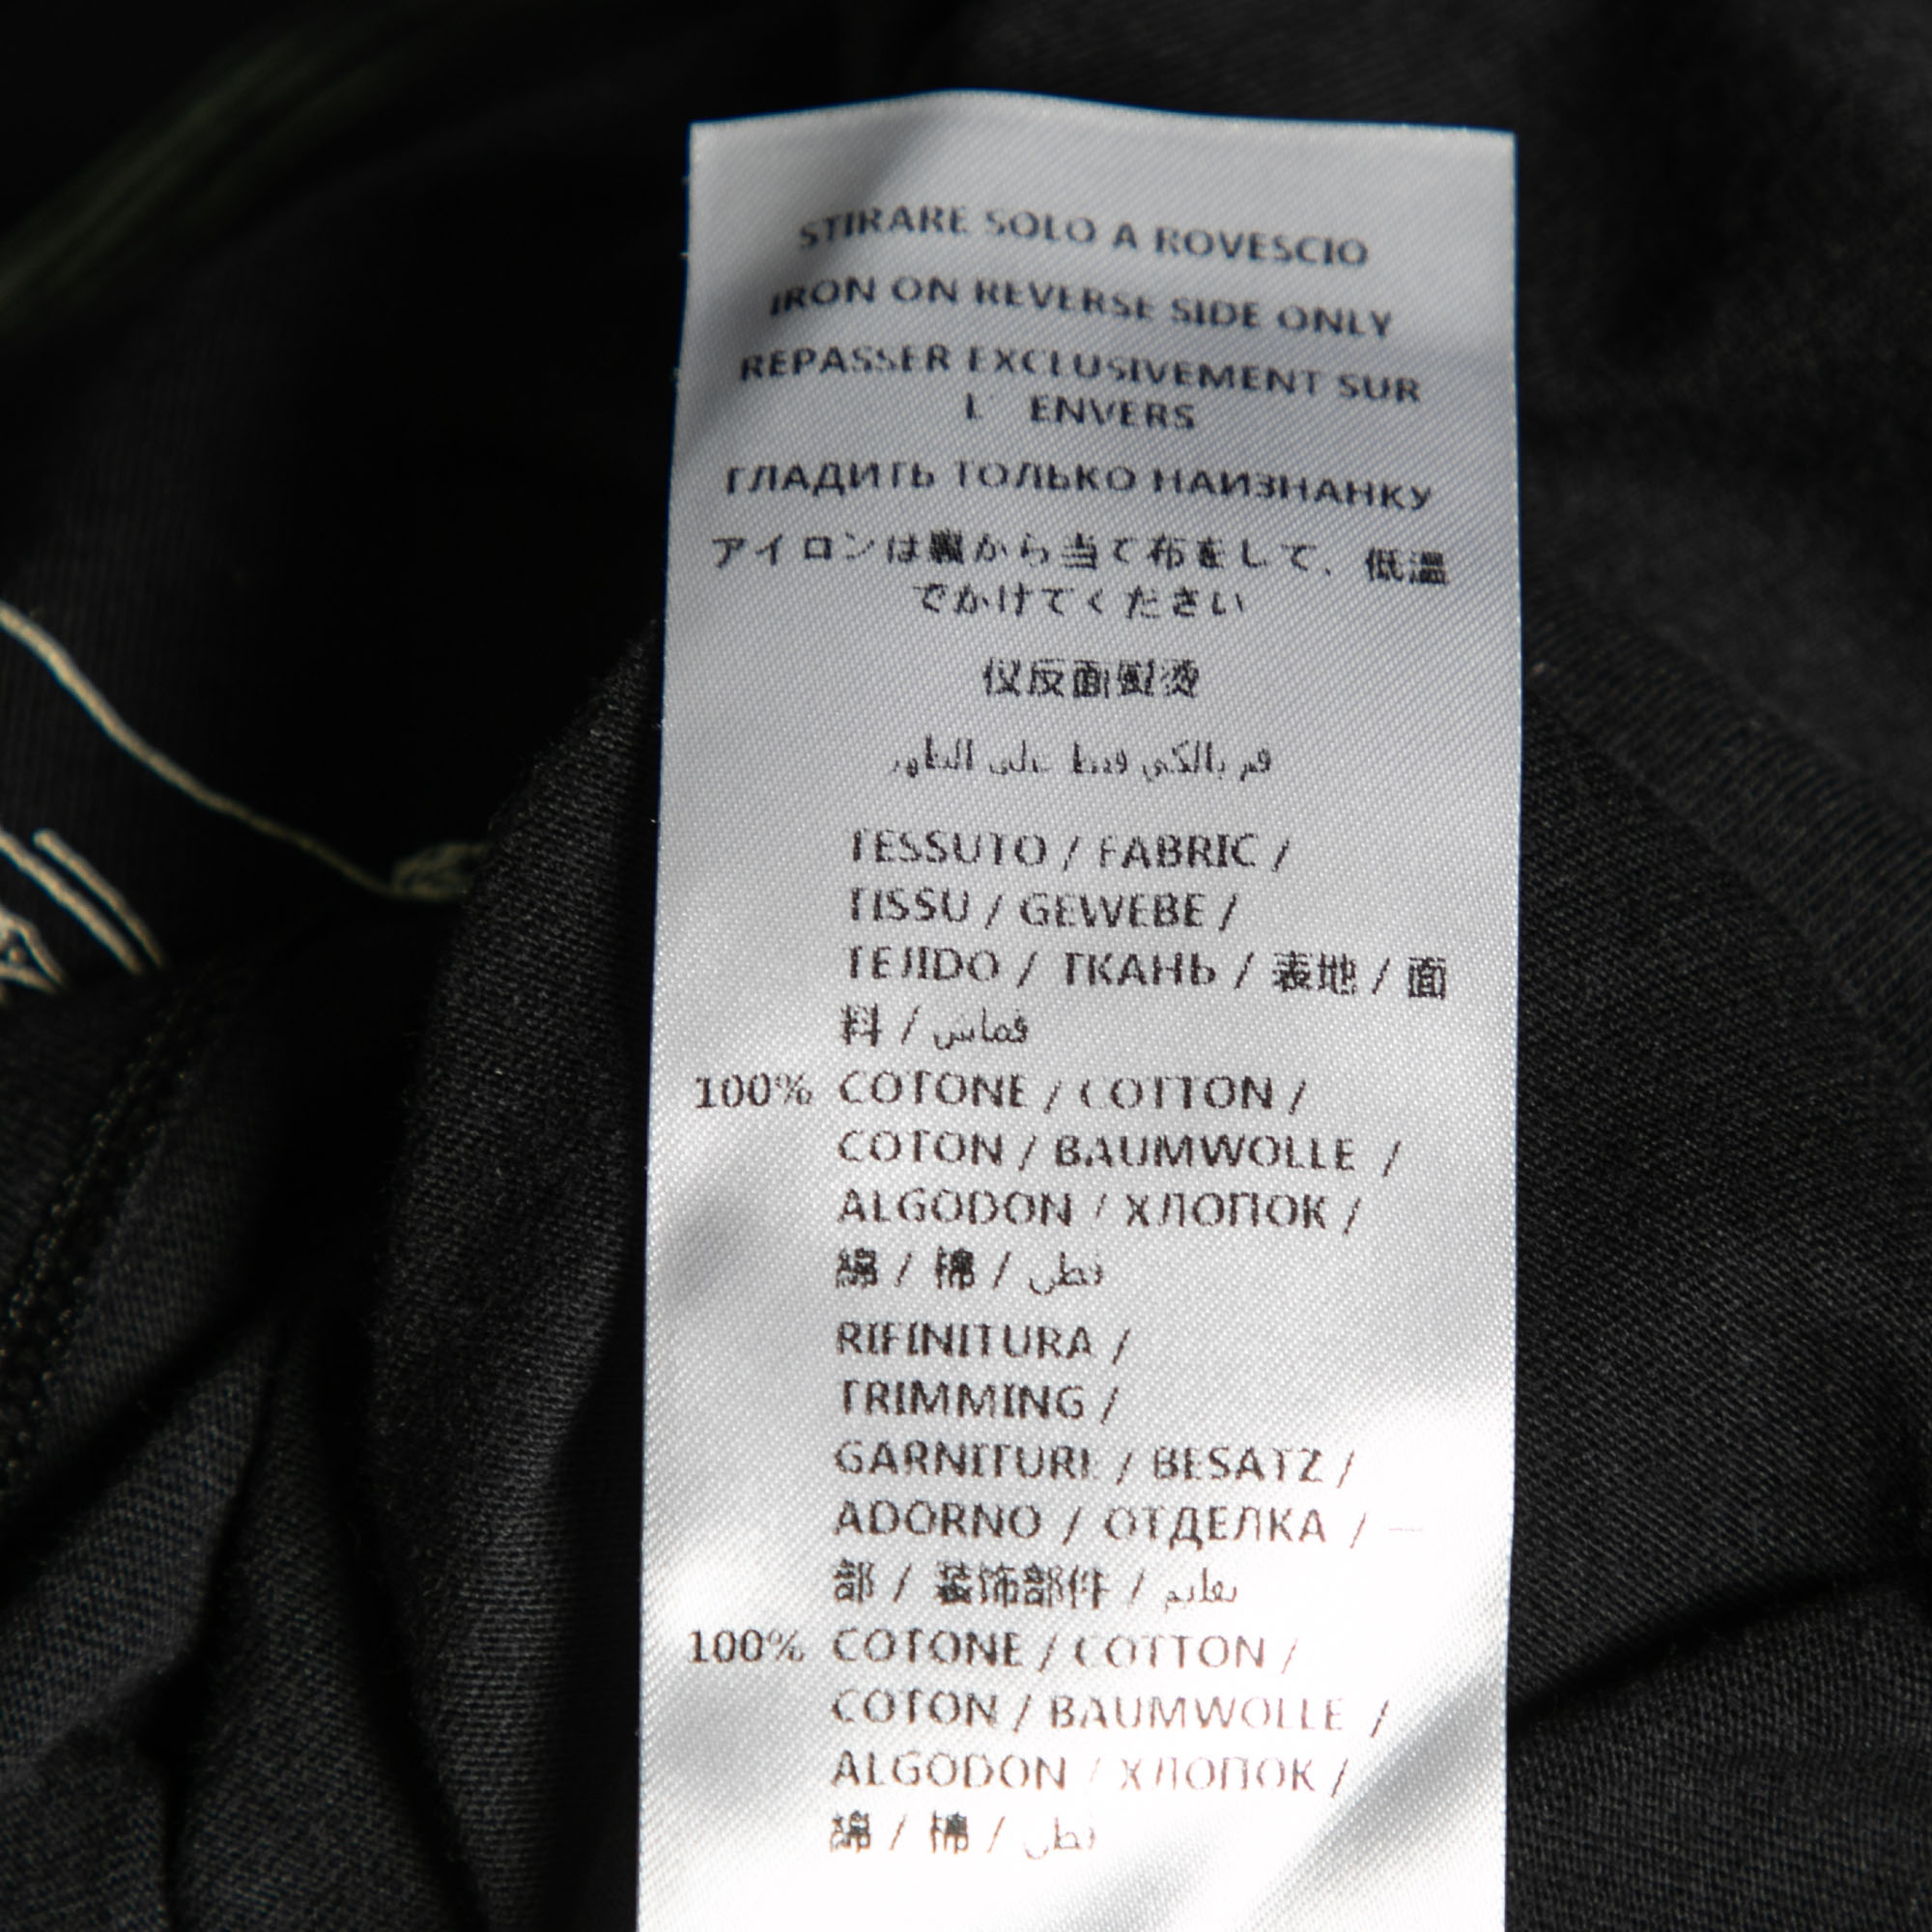 STIRARE SOLO A ROVESCIO
IRON ON REVERSE SIDE ONLY
REPASSER EXCLUSIVEMENT SUR
L' ENVERS
ГЛАДИТЬ ТОЛЬКО НАИЗНАНКУ
アイロンは裏から当て布をして、低温
でかけてください
仅反面熨烫
قم بالكي فقط على الظهر
TESSUTO / FABRIC /
TISSU / GEWEBE /
TEJIDO / ТКАНЬ / 表地 / 面
料 / قماش
100% COTONE / COTTON /
COTON / BAUMWOLLE /
ALGODON / ХЛОПОК /
綿 / 棉 / قطن
RIFINITURA /
TRIMMING /
GARNITURE / BESATZ /
ADORNO / ОТДЕЛКА / 一
部 / 装饰部件 / تقليم
100% COTONE / COTTON /
COTON / BAUMWOLLE /
ALGODON / ХЛОПОК /
綿 / 棉 / قطن